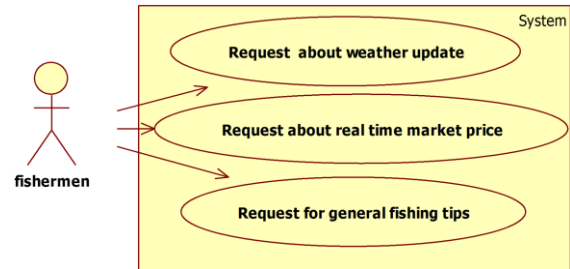 System
Request about weather update
Request about real time market price
fishermen
Request for general fishing tips